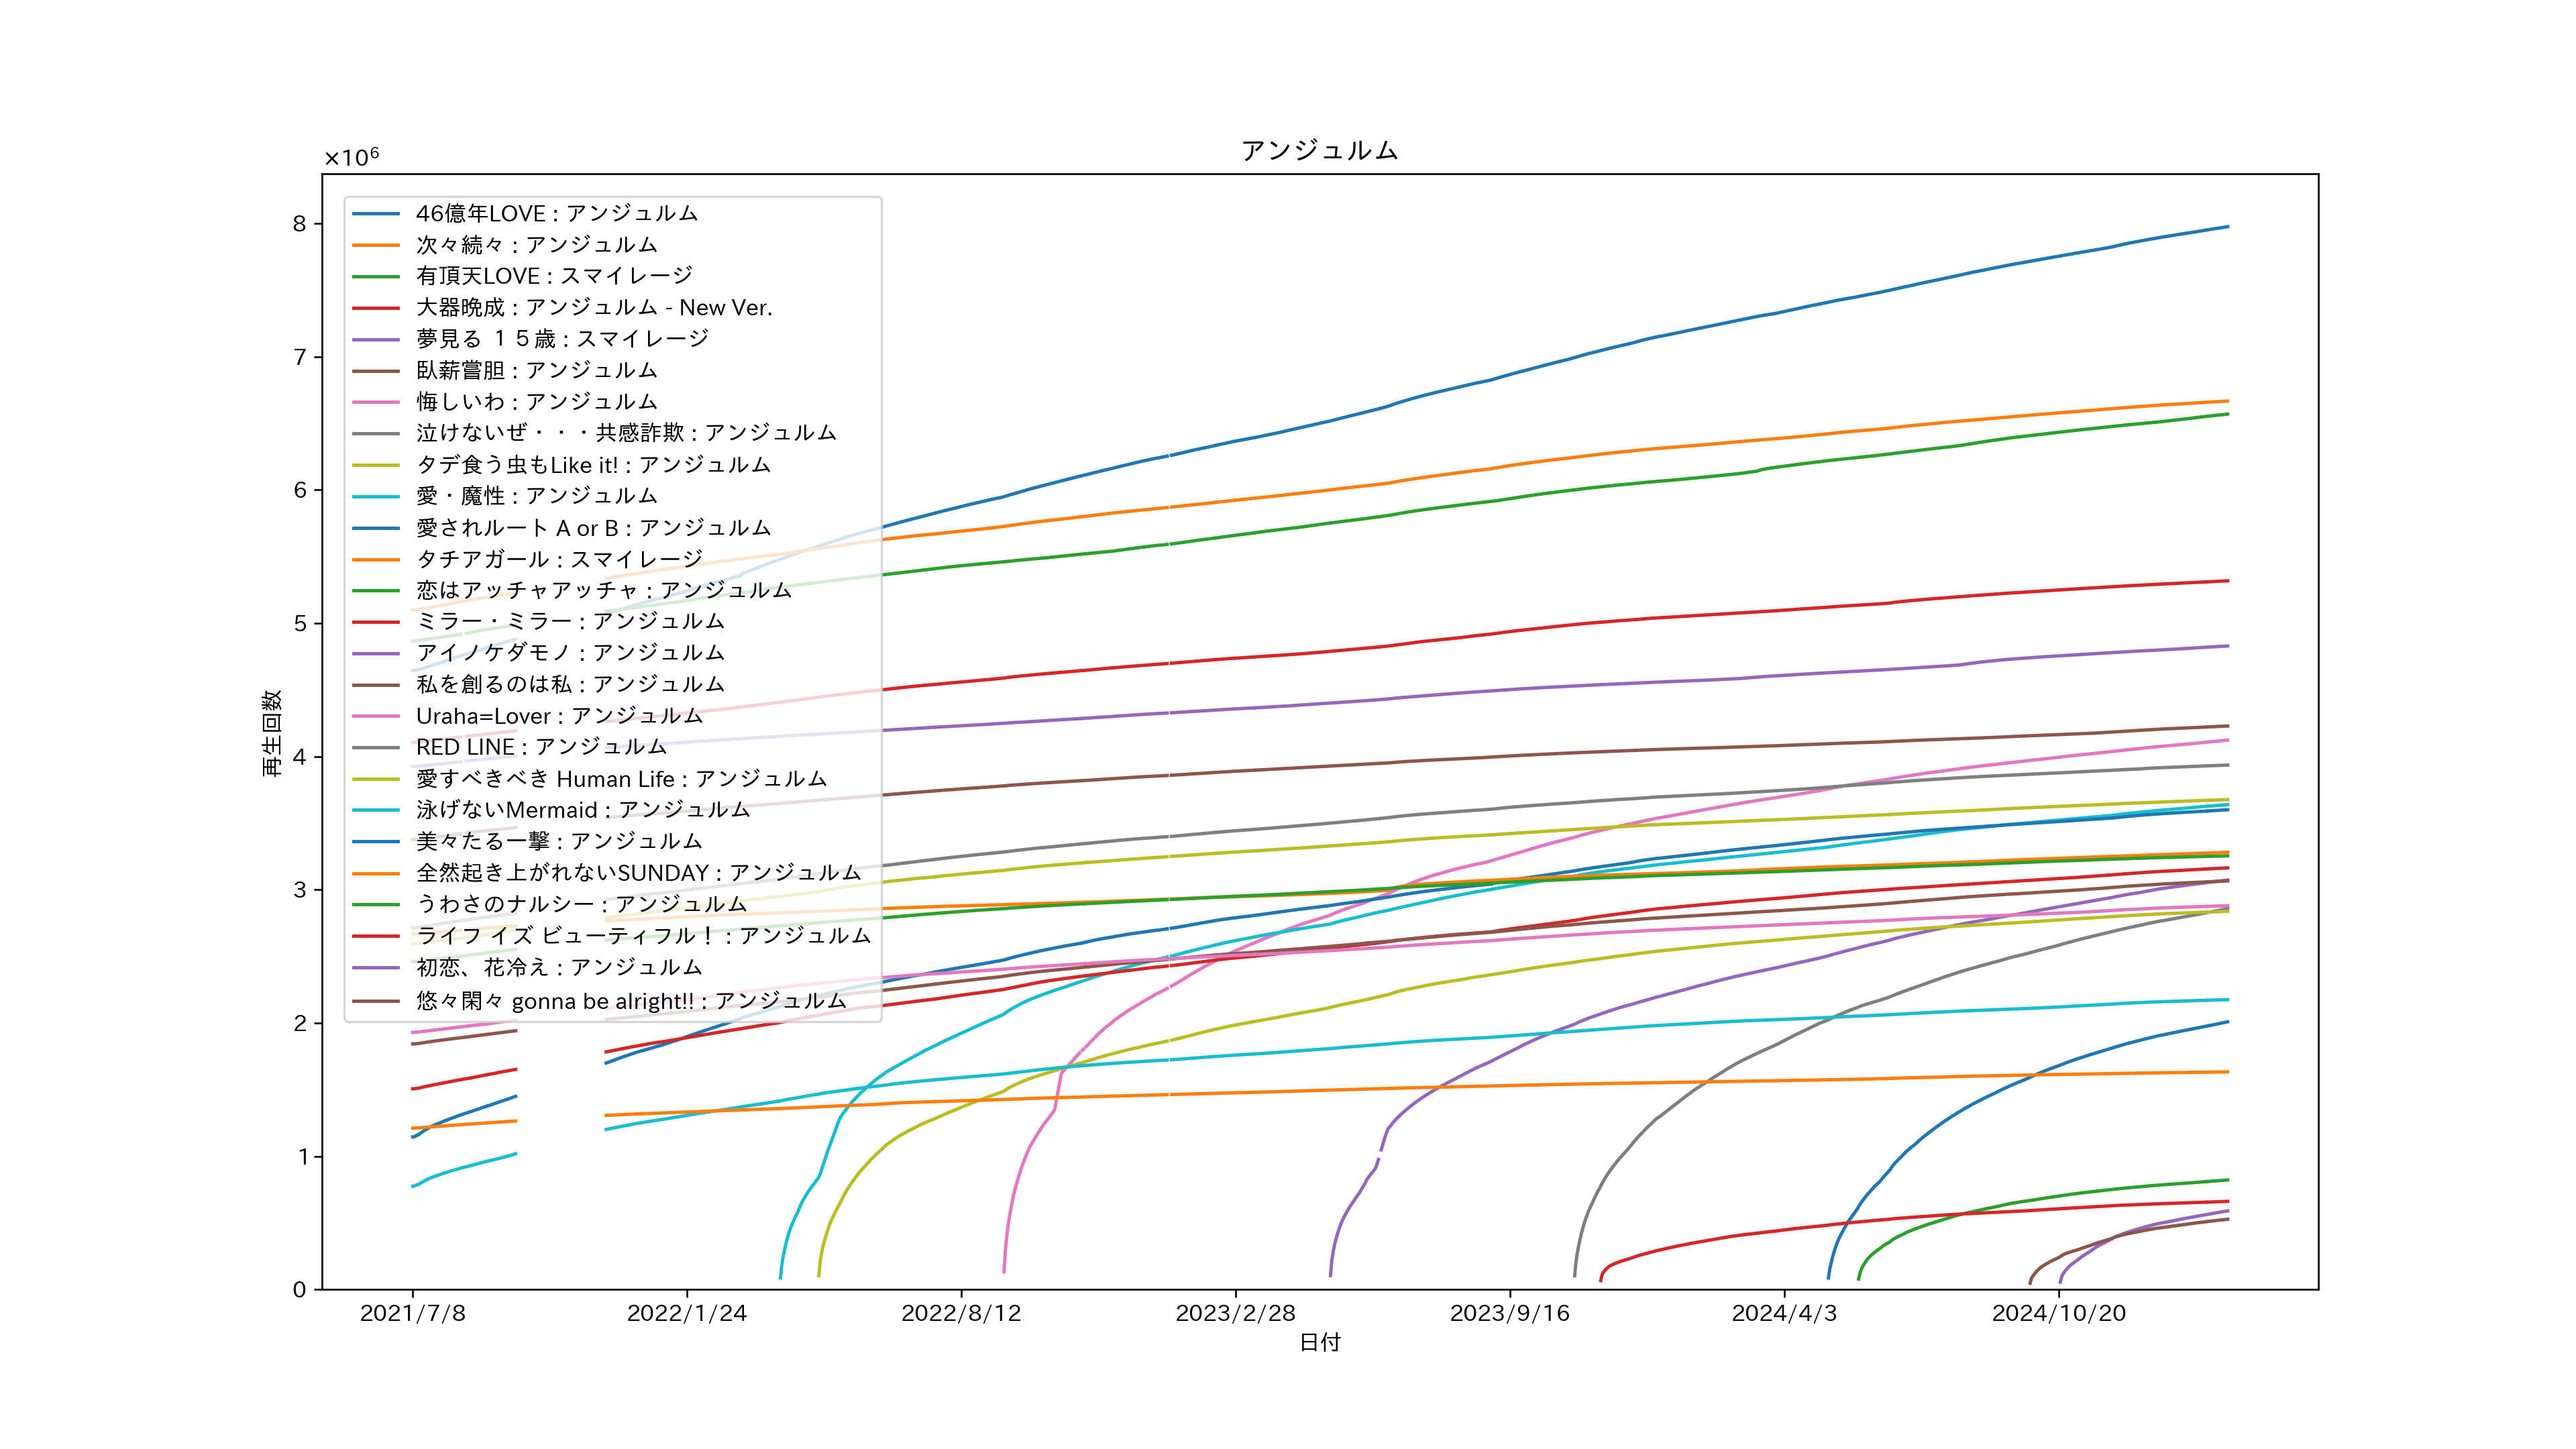 アンジュルム
×10⁶
8
7
6
5
4
3
2
1
0
再生回数
46億年LOVE : アンジュルム
次々続々 : アンジュルム
有頂天LOVE : スマイレージ
大器晩成 : アンジュルム - New Ver.
夢見る １５歳 : スマイレージ
臥薪嘗胆 : アンジュルム
悔しいわ : アンジュルム
泣けないぜ・・・共感詐欺 : アンジュルム
タデ食う虫もLike it! : アンジュルム
愛・魔性 : アンジュルム
愛されルート A or B : アンジュルム
タチアガール : スマイレージ
恋はアッチャアッチャ : アンジュルム
ミラー・ミラー : アンジュルム
アイノケダモノ : アンジュルム
私を創るのは私 : アンジュルム
Uraha=Lover : アンジュルム
RED LINE : アンジュルム
愛すべきべき Human Life : アンジュルム
泳げないMermaid : アンジュルム
美々たる一撃 : アンジュルム
全然起き上がれないSUNDAY : アンジュルム
うわさのナルシー : アンジュルム
ライフ イズ ビューティフル！ : アンジュルム
初恋、花冷え : アンジュルム
悠々閑々 gonna be alright!! : アンジュルム
2021/7/8 2022/1/24 2022/8/12 2023/2/28 2023/9/16 2024/4/3 2024/10/20
日付